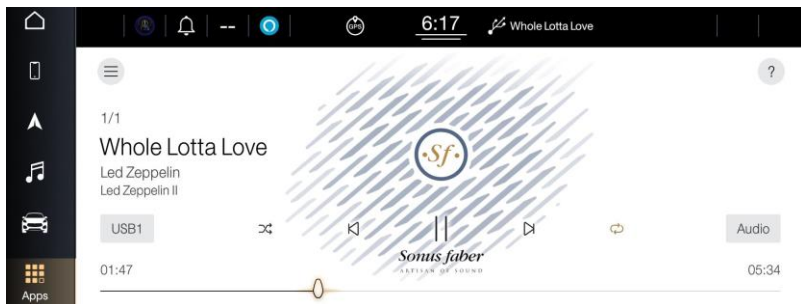 --
GPS
6:17
Whole Lotta Love
?
1/1
Whole Lotta Love
Led Zeppelin
Led Zeppelin II
Sf
USB1
Audio
Sonus faber
ARTISAN OF SOUND
01:47
05:34
Apps